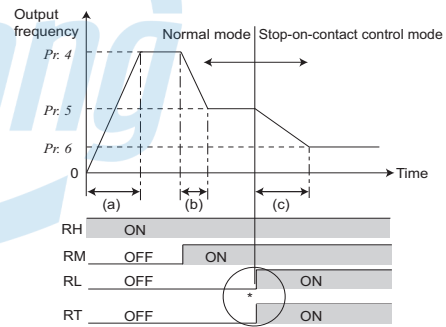 Output
frequency
Normal mode
Stop-on-contact control mode
Pr. 4
Pr. 5
Pr. 6
0
Time
(a)
(b)
(c)
RH
ON
RM
OFF
ON
RL
OFF
ON
*
RT
OFF
ON